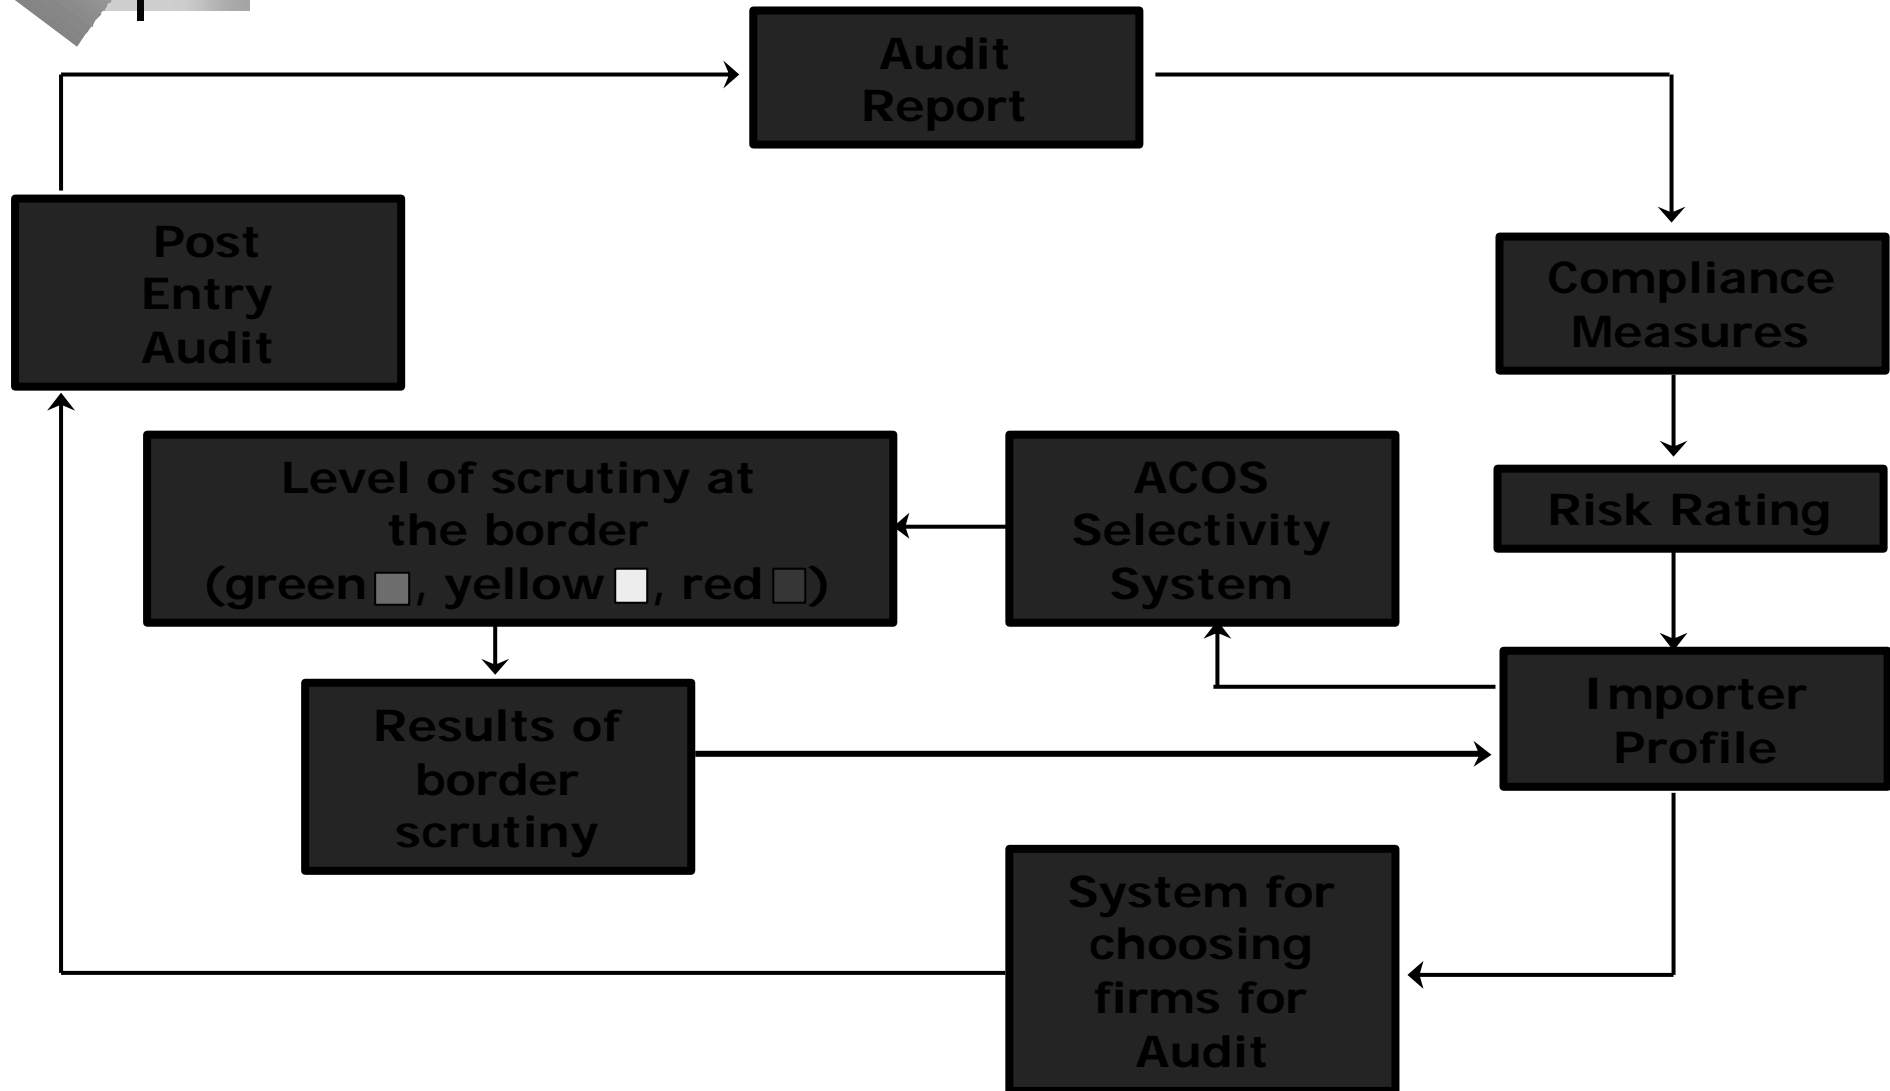 Audit
Report
Post
Entry
Audit
Compliance
Measures
Level of scrutiny at
the border
(green , yellow , red )
ACOS
Selectivity
System
Risk Rating
Results of
border
scrutiny
Importer
Profile
System for
choosing
firms for
Audit